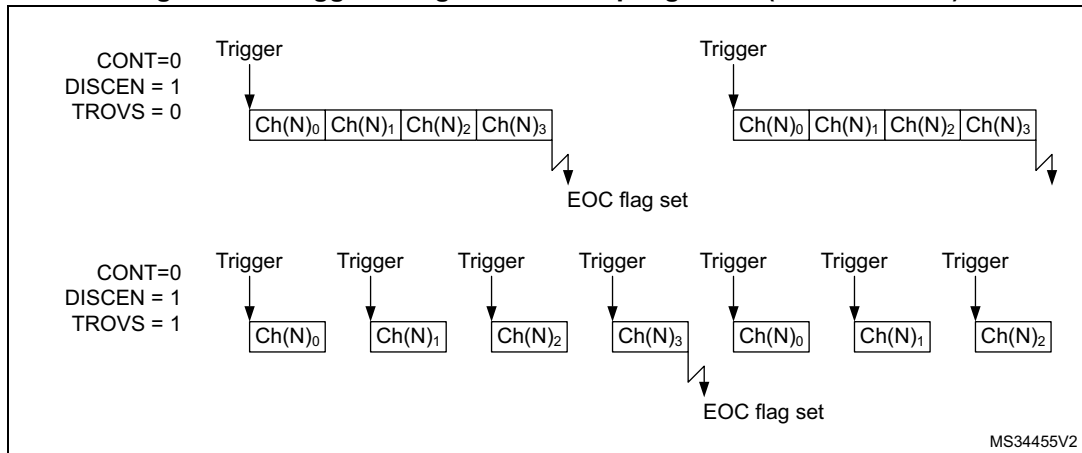 Trigger Trigger
CONT=0
DISCEN = 1
TROVS = 0
Ch(N)₀ Ch(N)₁ Ch(N)₂ Ch(N)₃ Ch(N)₀ Ch(N)₁ Ch(N)₂ Ch(N)₃
EOC flag set
Trigger Trigger Trigger Trigger Trigger Trigger Trigger
CONT=0
DISCEN = 1
TROVS = 1
Ch(N)₀ Ch(N)₁ Ch(N)₂ Ch(N)₃ Ch(N)₀ Ch(N)₁ Ch(N)₂
EOC flag set
MS34455V2